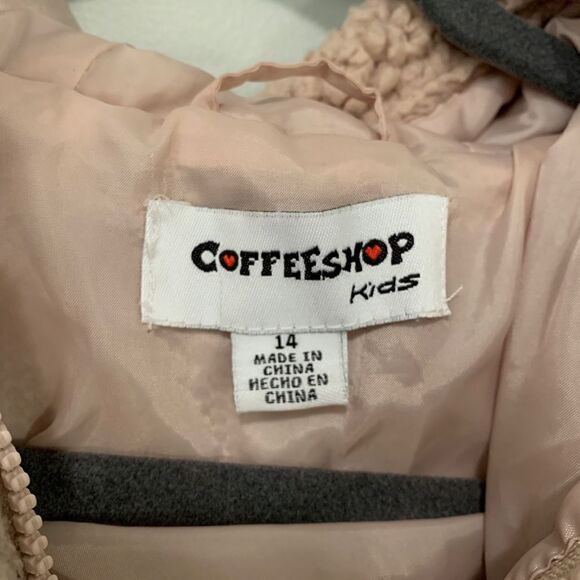 COFFEESHOP
Kids
14
MADE IN
CHINA
HECHO EN
CHINA